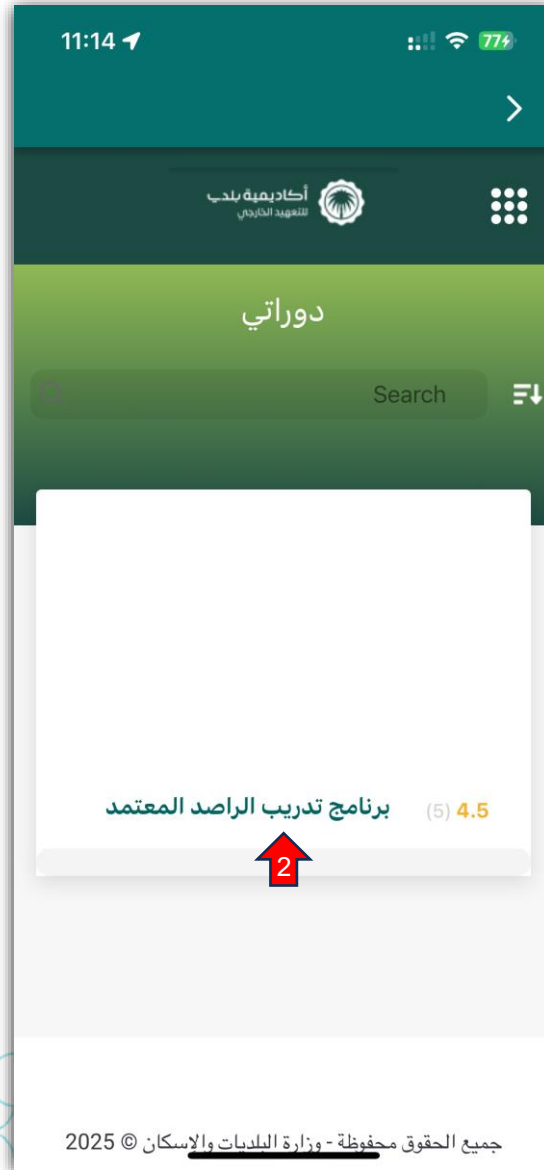 11:14
77
أكاديمية بلدي
للتعهيد الخارجي
دوراتي
Search
4.5 (5) برنامج تدريب الراصد المعتمد
2
جميع الحقوق محفوظة - وزارة البلديات والإسكان © 2025